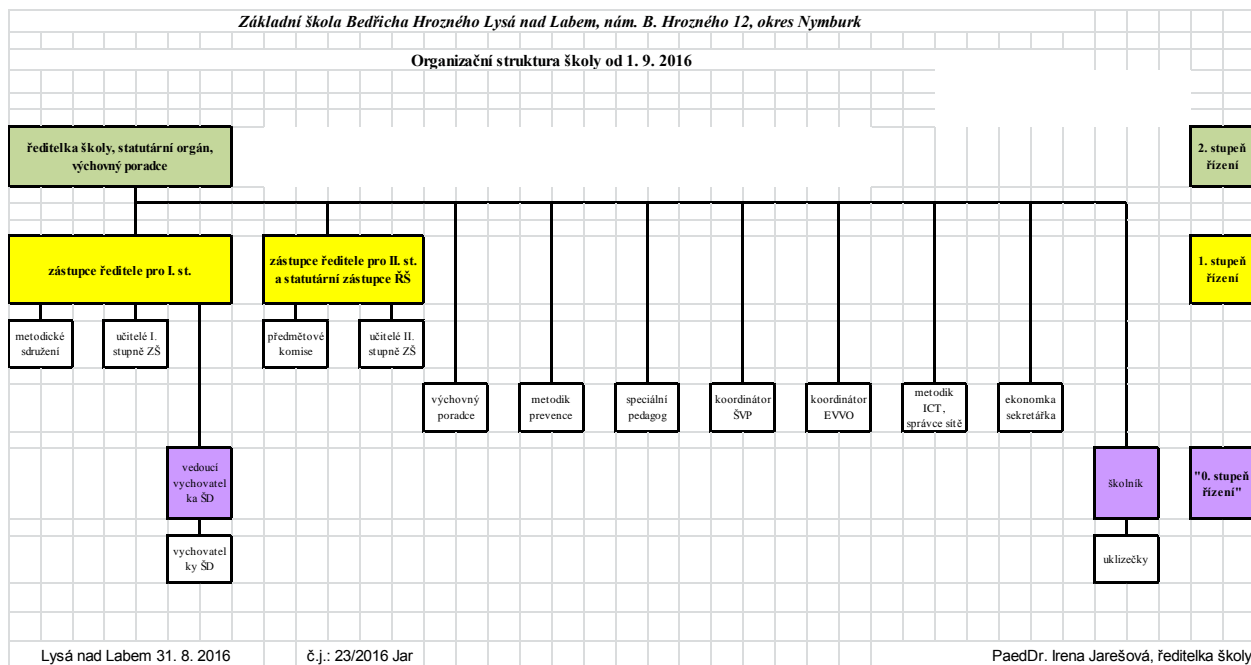 Základní škola Bedřicha Hrozného Lysá nad Labem, nám. B. Hrozného 12, okres Nymburk
Organizační struktura školy od 1. 9. 2016
ředitelka školy, statutární orgán,
výchovný poradce
2. stupeň
řízení
zástupce ředitele pro I. st.
zástupce ředitele pro II. st.
a statutární zástupce ŘŠ
1. stupeň
řízení
metodické
sdružení
učitelé I.
stupně ZŠ
předmětové
komise
učitelé II.
stupně ZŠ
výchovný
poradce
metodik
prevence
speciální
pedagog
koordinátor
ŠVP
koordinátor
EVVO
metodik
ICT,
správce sítě
ekonomka
sekretářka
vedoucí
vychovatel
ka ŠD
školník
"0. stupeň
řízení"
vychovatel
ky ŠD
uklizečky
Lysá nad Labem 31. 8. 2016
č.j.: 23/2016 Jar
PaedDr. Irena Jarešová, ředitelka školy